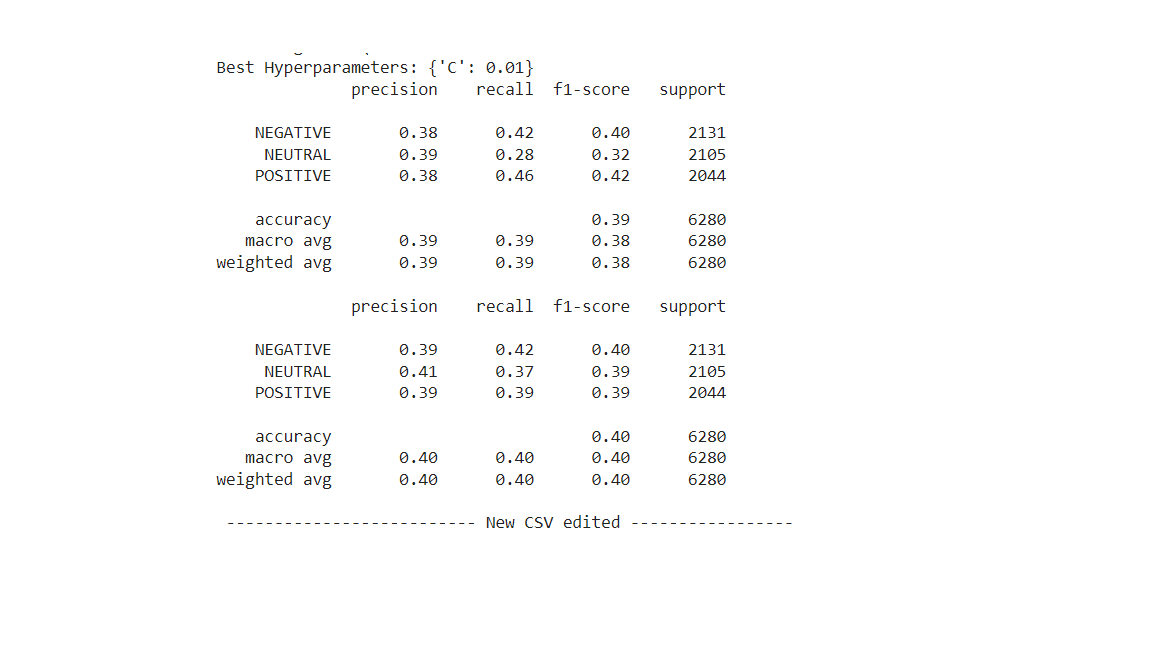 Best Hyperparameters: {'C': 0.01}
precision recall f1-score support
NEGATIVE 0.38 0.42 0.40 2131
NEUTRAL 0.39 0.28 0.32 2105
POSITIVE 0.38 0.46 0.42 2044
accuracy 0.39 6280
macro avg 0.39 0.39 0.38 6280
weighted avg 0.39 0.39 0.38 6280
precision recall f1-score support
NEGATIVE 0.39 0.42 0.40 2131
NEUTRAL 0.41 0.37 0.39 2105
POSITIVE 0.39 0.39 0.39 2044
accuracy 0.40 6280
macro avg 0.40 0.40 0.40 6280
weighted avg 0.40 0.40 0.40 6280
-------------------------- New CSV edited -----------------